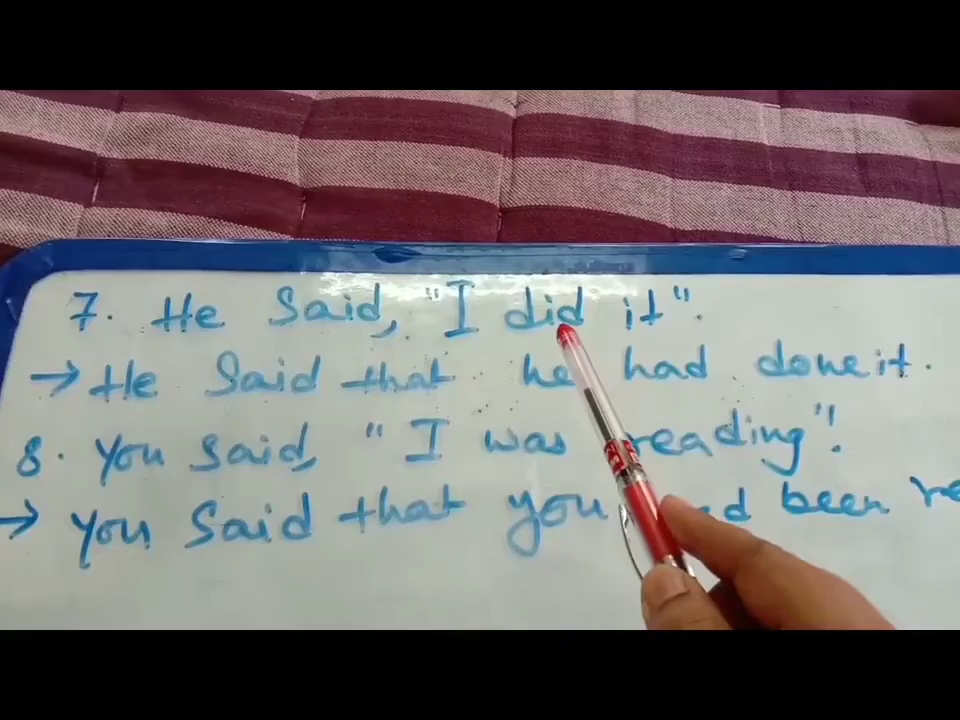 7. He Said, "I did it".
→ He Said that he had done it.
8. You said, "I was reading".
→ You Said that you been